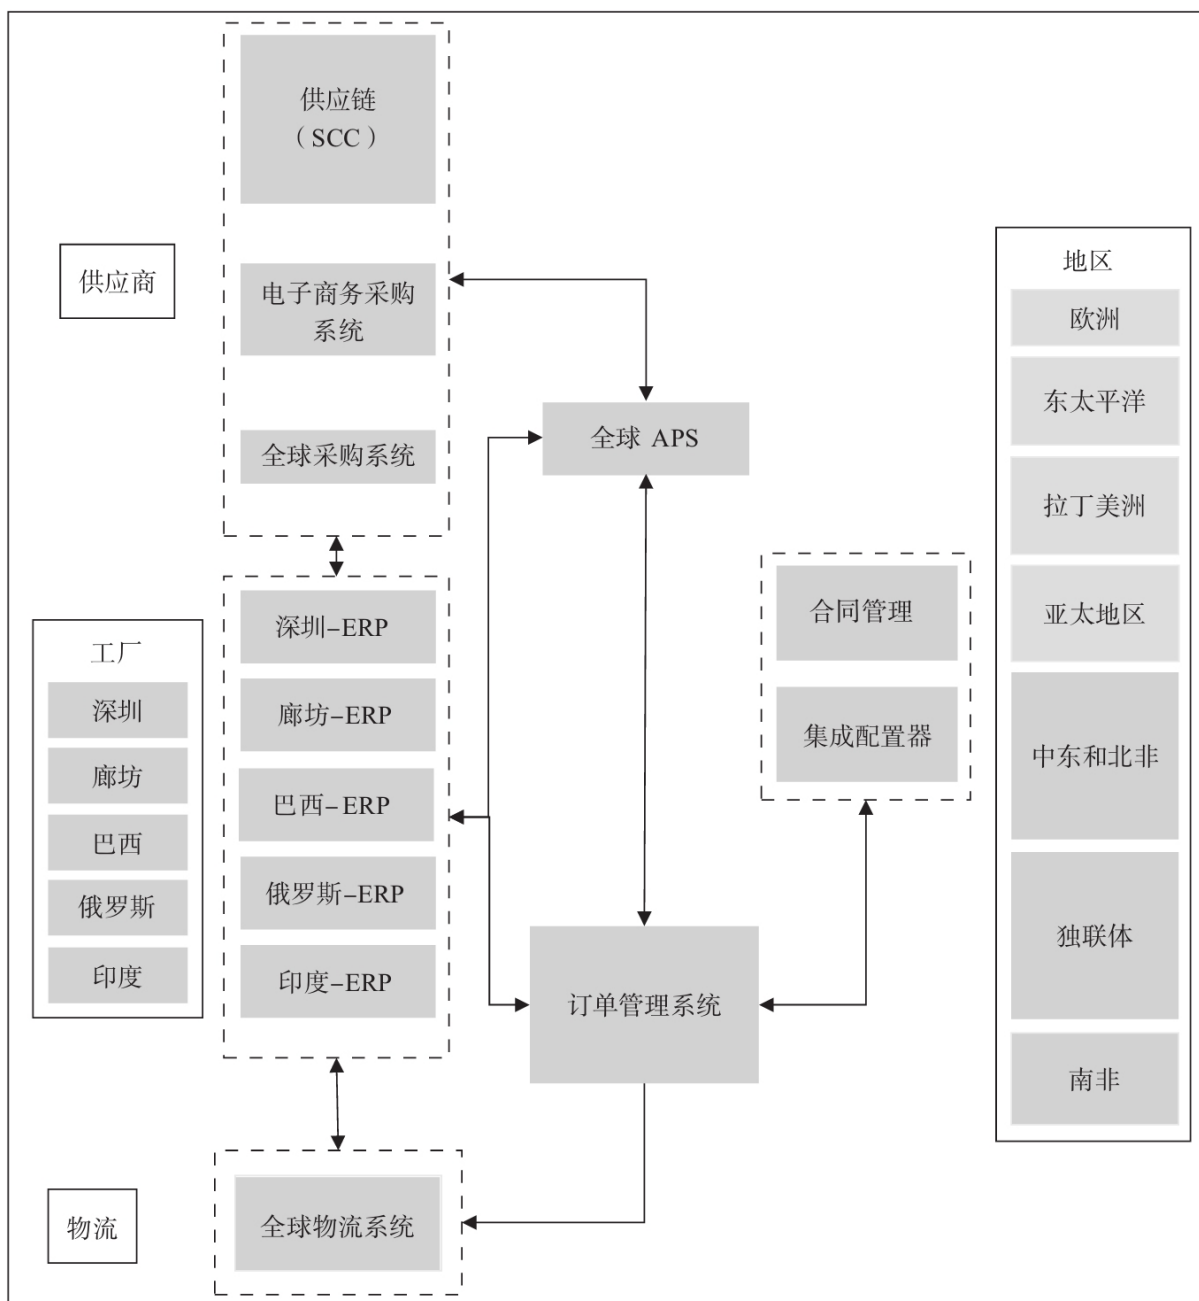 供应链
（SCC）
供应商
电子商务采购
系统
全球采购系统
全球 APS
工厂
深圳
廊坊
巴西
俄罗斯
印度
深圳–ERP
廊坊–ERP
巴西–ERP
俄罗斯–ERP
印度–ERP
合同管理
集成配置器
订单管理系统
物流
全球物流系统
地区
欧洲
东太平洋
拉丁美洲
亚太地区
中东和北非
独联体
南非